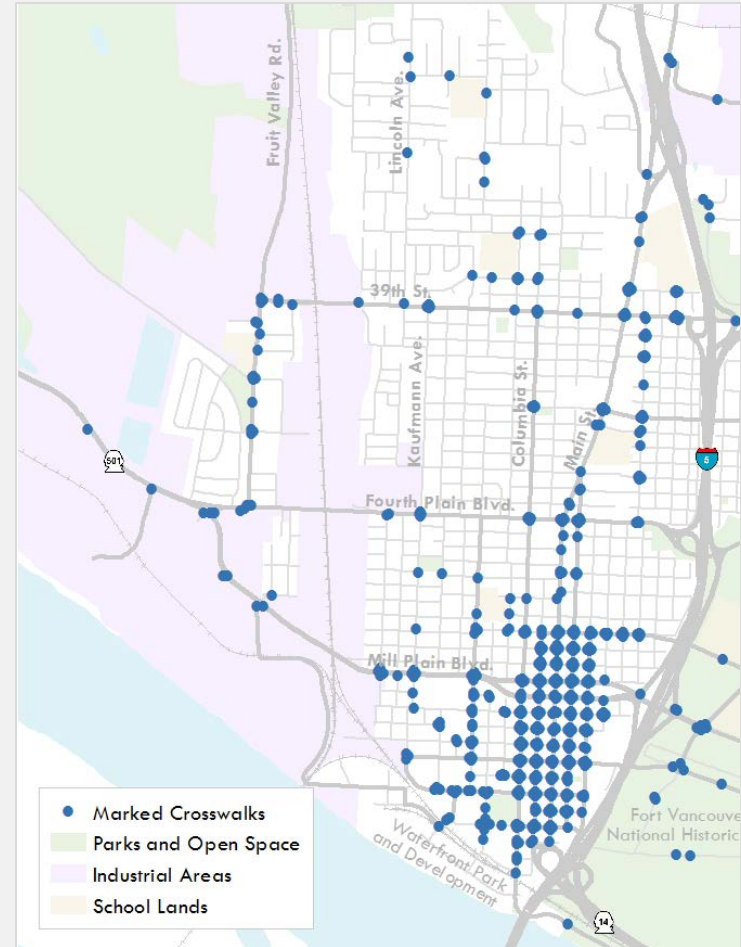 Fruit Valley Rd.
Lincoln Ave.
39th St.
Kaufmann Ave.
Columbia St.
Main St.
501
5
Fourth Plain Blvd.
Mill Plain Blvd.
Marked Crosswalks
Parks and Open Space
Industrial Areas
School Lands
Waterfront Park
and Development
Fort Vancouve
National Historic
14